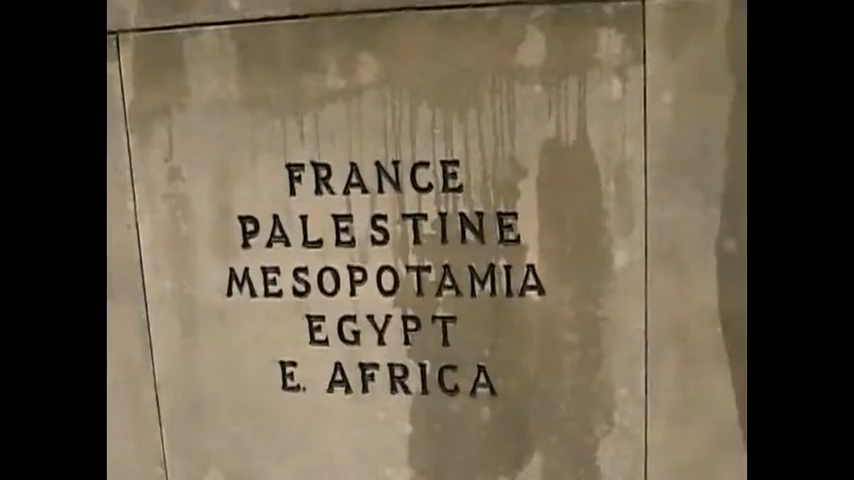 FRANCE
PALESTINE
MESOPOTAMIA
EGYPT
E. AFRICA